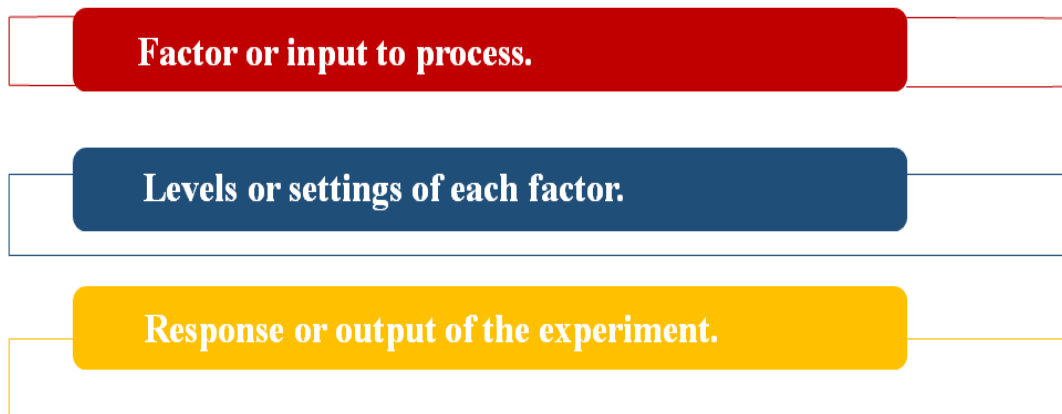 Factor or input to process.
Levels or settings of each factor.
Response or output of the experiment.